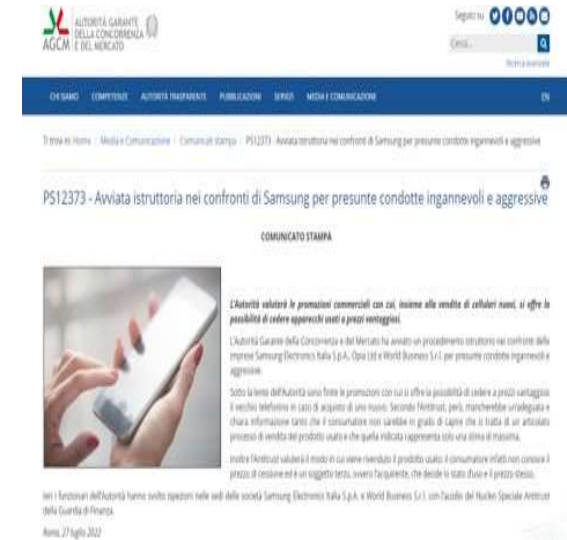 AGCM
AUTORITÀ GARANTE
DELLA CONCORRENZA
E DEL MERCATO
Seguici su
Cerca...
Ricerca avanzata
CHI SIAMO COMPETENZE AUTORITÀ TRASPARENTE PUBBLICAZIONI SERVIZI MEDIA E COMUNICAZIONE EN
Ti trovi in: Home / Media e Comunicazione / Comunicati stampa / PS12373 - Avviata istruttoria nei confronti di Samsung per presunte condotte ingannevoli e aggressive
PS12373 - Avviata istruttoria nei confronti di Samsung per presunte condotte ingannevoli e aggressive
COMUNICATO STAMPA
L'Autorità valuterà le promozioni commerciali con cui, insieme alla vendita di cellulari nuovi, si offre la
possibilità di cedere apparecchi usati a prezzi vantaggiosi.
L'Autorità Garante della Concorrenza e del Mercato ha avviato un procedimento istruttorio nei confronti delle
imprese Samsung Electronics Italia S.p.A., Opia Ltd e World Business S.r.l. per presunte condotte ingannevoli e
aggressive.
Sotto la lente dell'Autorità sono finite le promozioni con cui si offre la possibilità di cedere a prezzi vantaggiosi
il vecchio telefonino in caso di acquisto di uno nuovo. Secondo l'Antitrust, però, mancherebbe un'adeguata e
chiara informazione tanto che il consumatore non sarebbe in grado di capire che si tratta di un articolato
processo di vendita del prodotto usato e che quella indicata rappresenta solo una stima di massima.
Inoltre l'Antitrust valuterà il modo in cui viene rivenduto il prodotto usato: il consumatore infatti non conosce il
prezzo di cessione ed è un soggetto terzo, ovvero l'acquirente, che decide lo stato d'uso e il prezzo stesso.
Ieri i funzionari dell'Autorità hanno svolto ispezioni nelle sedi delle società Samsung Electronics Italia S.p.A. e World Business S.r.l. con l'ausilio del Nucleo Speciale Antitrust
della Guardia di Finanza.
Roma, 27 luglio 2022